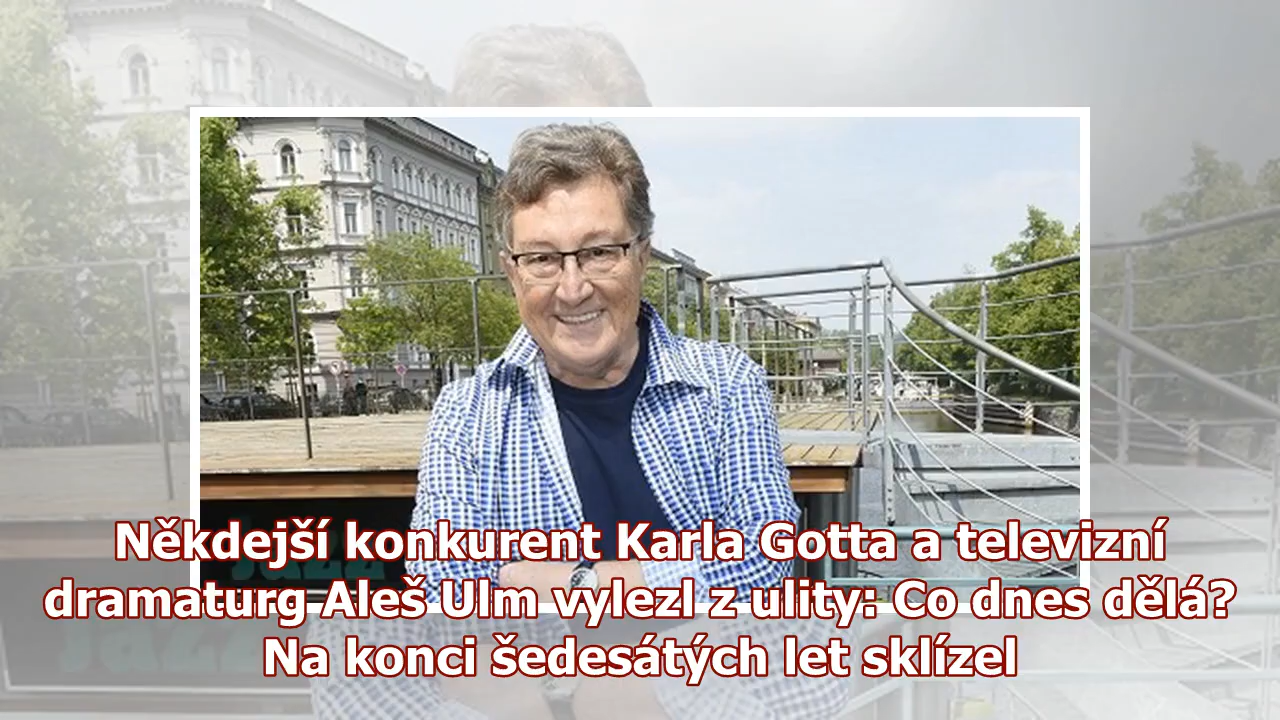 Někdejší konkurent Karla Gotta a televizní
dramaturg Aleš Ulm vylezl z ulity: Co dnes dělá?
Na konci šedesátých let sklízel